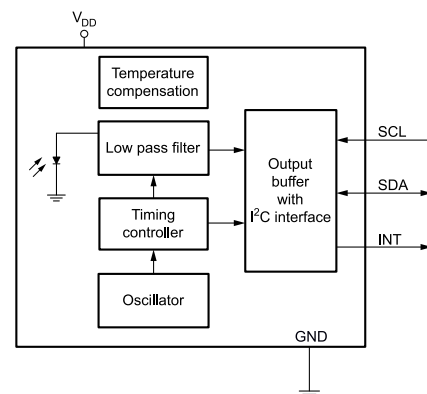 VDD
Temperature
compensation
Low pass filter
Timing
controller
Oscillator
Output
buffer
with
I²C interface
SCL
SDA
INT
GND